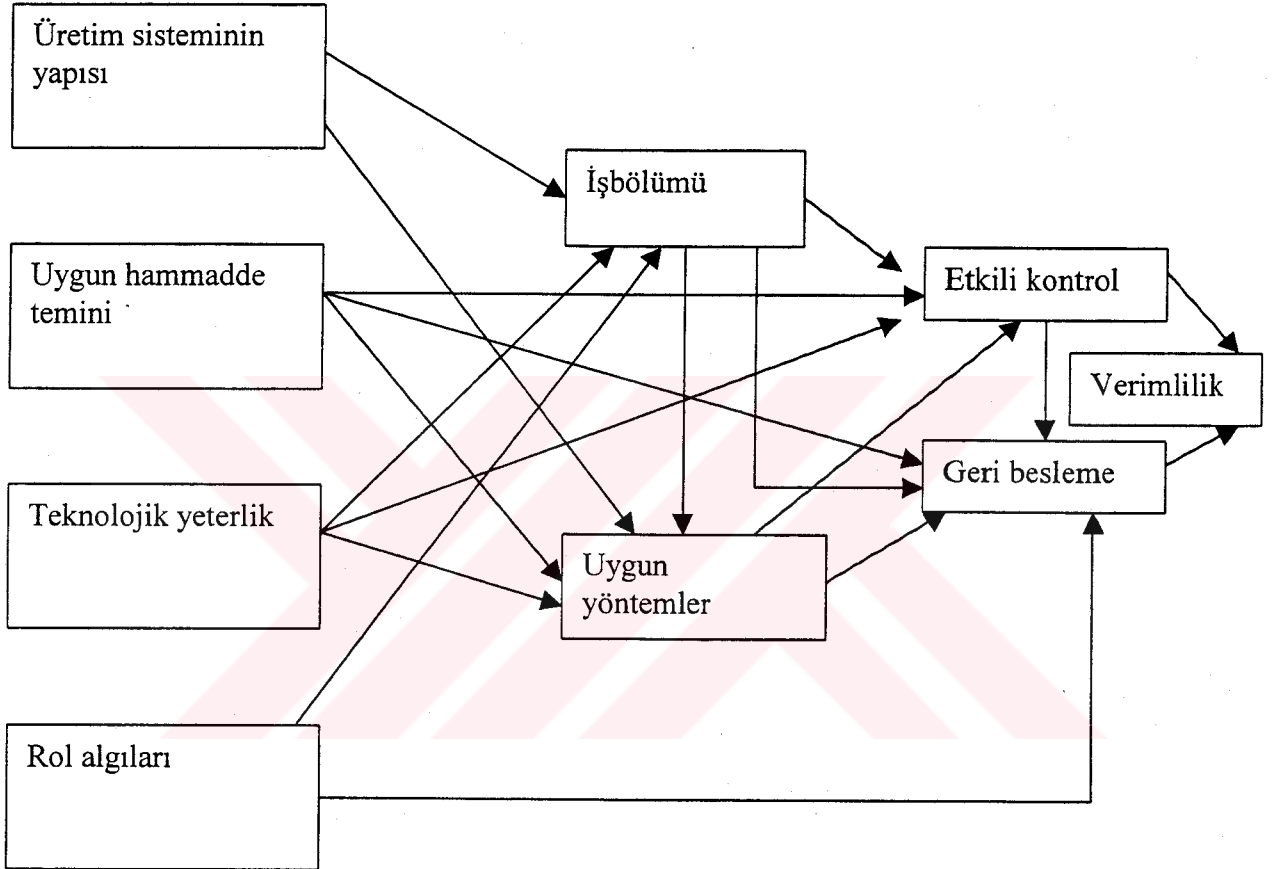 Üretim sisteminin
yapısı
İşbölümü
Uygun hammadde
temini
Etkili kontrol
Verimlilik
Geri besleme
Teknolojik yeterlik
Uygun
yöntemler
Rol algıları